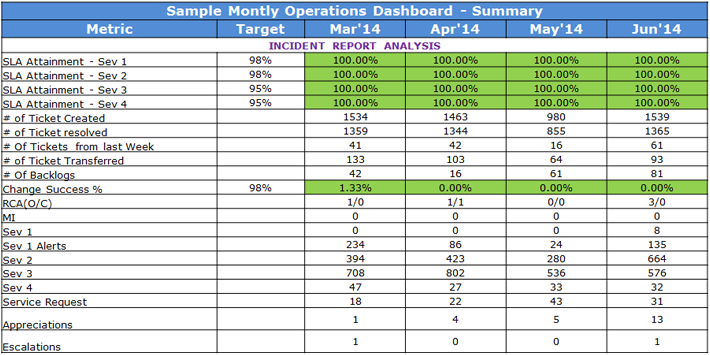 Sample Montly Operations Dashboard - Summary
Metric Target Mar'14 Apr'14 May'14 Jun'14
INCIDENT REPORT ANALYSIS
SLA Attainment - Sev 1 98% 100.00% 100.00% 100.00% 100.00%
SLA Attainment - Sev 2 98% 100.00% 100.00% 100.00% 100.00%
SLA Attainment - Sev 3 95% 100.00% 100.00% 100.00% 100.00%
SLA Attainment - Sev 4 95% 100.00% 100.00% 100.00% 100.00%
# of Ticket Created 1534 1463 980 1539
# of Ticket resolved 1359 1344 855 1365
# Of Tickets from last Week 41 42 16 61
# of Ticket Transferred 133 103 64 93
# of Backlogs 42 16 61 81
Change Success % 98% 1.33% 0.00% 0.00% 0.00%
RCA(O/C) 1/0 1/1 0/0 3/0
MI 0 0 0 0
Sev 1 0 0 0 8
Sev 1 Alerts 234 86 24 135
Sev 2 394 423 280 664
Sev 3 708 802 536 576
Sev 4 47 27 33 32
Service Request 18 22 43 31
Appreciations 1 4 5 13
Escalations 1 0 0 1